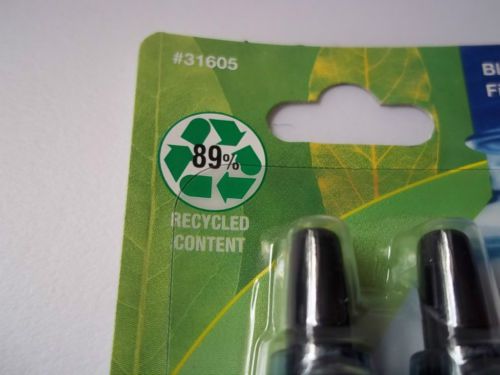 #31605
89%
RECYCLED
CONTENT